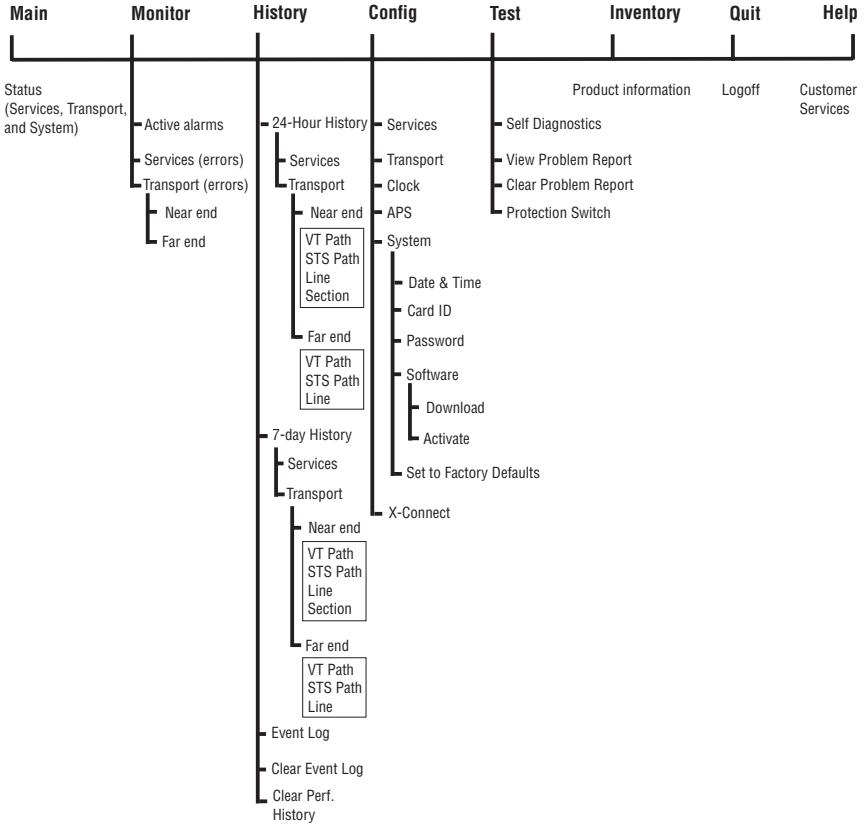 Main
Monitor
History
Config
Test
Inventory
Quit
Help
Status
(Services, Transport,
and System)
Active alarms
Services (errors)
Transport (errors)
Near end
Far end
24-Hour History
Services
Transport
Near end
VT Path
STS Path
Line
Section
Far end
VT Path
STS Path
Line
7-day History
Services
Transport
Near end
VT Path
STS Path
Line
Section
Far end
VT Path
STS Path
Line
Event Log
Clear Event Log
Clear Perf.
History
Services
Transport
Clock
APS
System
Date & Time
Card ID
Password
Software
Download
Activate
Set to Factory Defaults
X-Connect
Self Diagnostics
View Problem Report
Clear Problem Report
Protection Switch
Product information
Logoff
Customer
Services